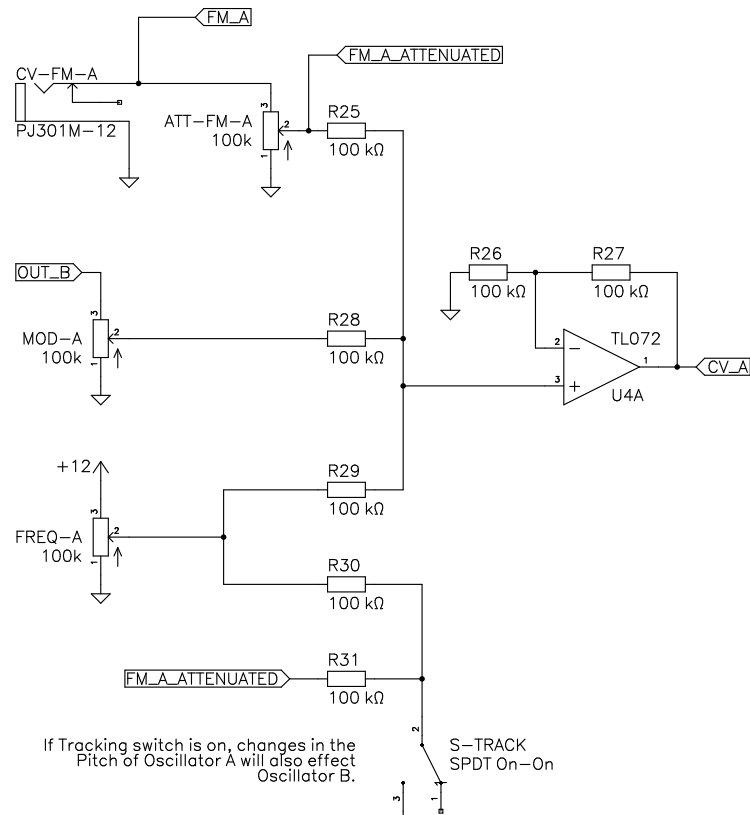 FM_A
CV-FM-A
FM_A_ATTENUATED
PJ301M-12
ATT-FM-A
100k
3
2
1
R25
100 kΩ
OUT_B
R26
100 kΩ
R27
100 kΩ
MOD-A
100k
3
2
1
R28
100 kΩ
TL072
2
3
1
U4A
CV_A
+12
R29
100 kΩ
FREQ-A
100k
3
2
1
R30
100 kΩ
FM_A_ATTENUATED
R31
100 kΩ
If Tracking switch is on, changes in the
Pitch of Oscillator A will also effect
Oscillator B.
S-TRACK
SPDT On-On
2
3
1